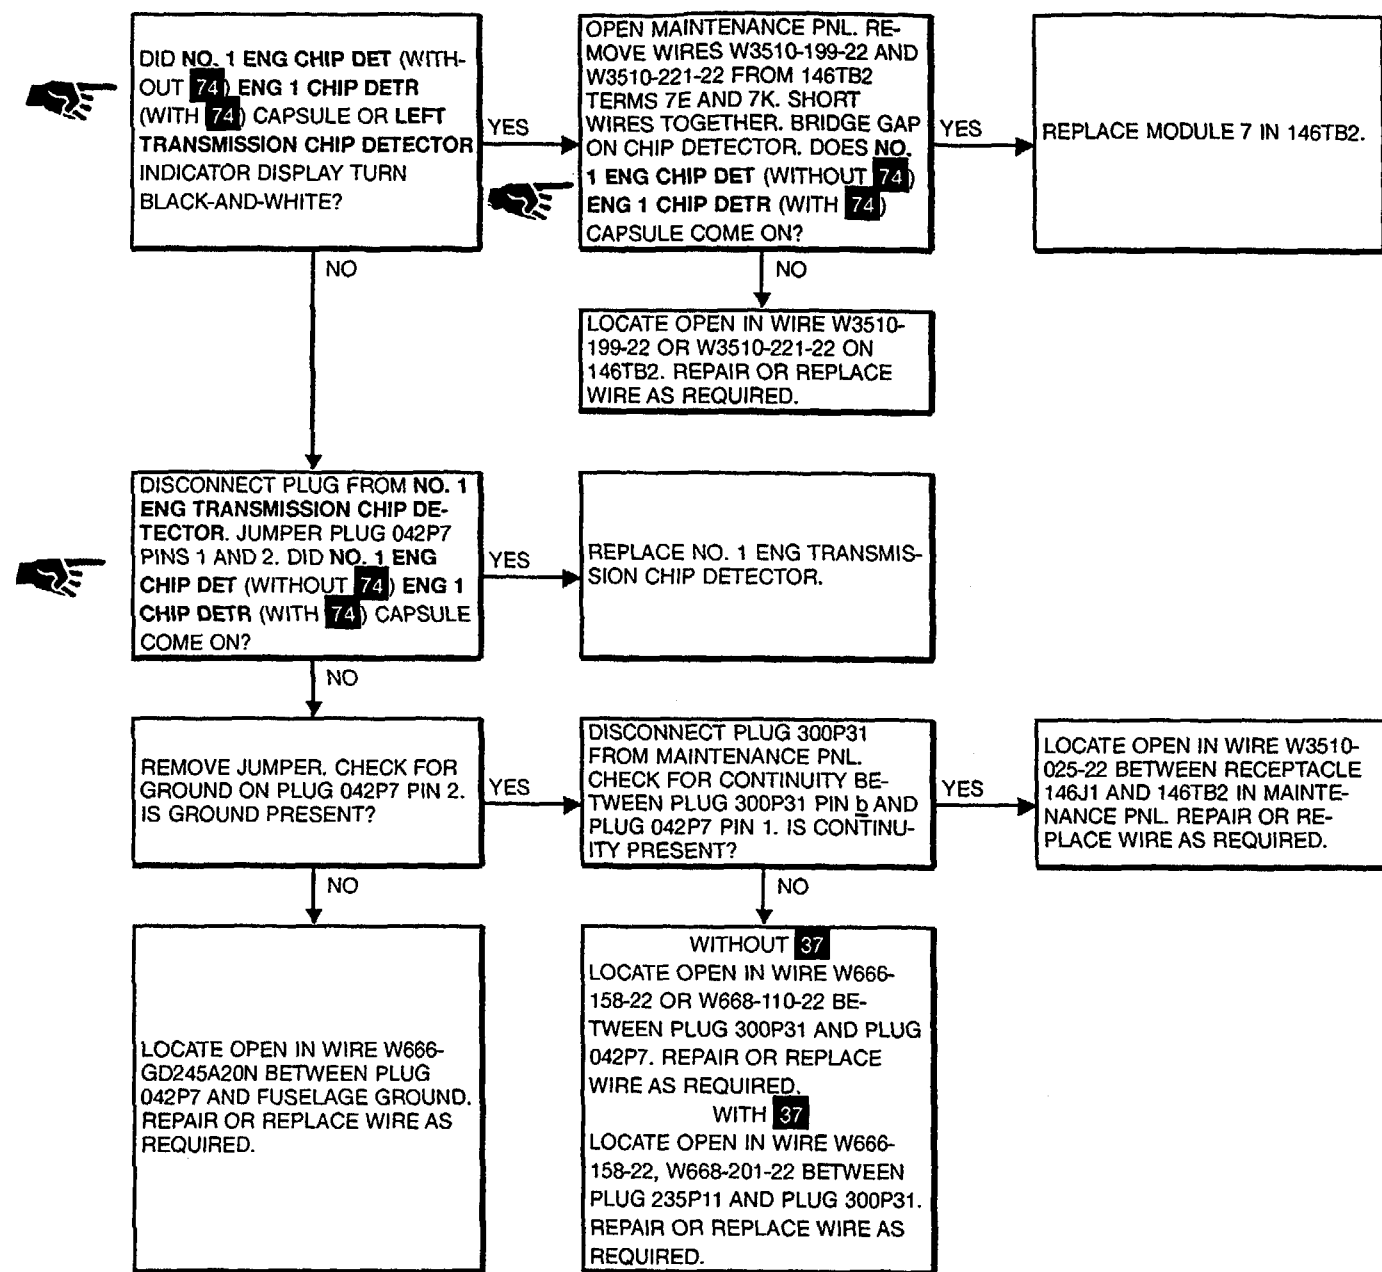 DID NO. 1 ENG CHIP DET (WITH-
OUT 74) ENG 1 CHIP DETR
(WITH 74) CAPSULE OR LEFT
TRANSMISSION CHIP DETECTOR
INDICATOR DISPLAY TURN
BLACK-AND-WHITE?
YES
OPEN MAINTENANCE PNL. RE-
MOVE WIRES W3510-199-22 AND
W3510-221-22 FROM 146TB2
TERMS 7E AND 7K. SHORT
WIRES TOGETHER. BRIDGE GAP
ON CHIP DETECTOR. DOES NO.
1 ENG CHIP DET (WITHOUT 74)
ENG 1 CHIP DETR (WITH 74)
CAPSULE COME ON?
YES
REPLACE MODULE 7 IN 146TB2.
NO
NO
LOCATE OPEN IN WIRE W3510-
199-22 OR W3510-221-22 ON
146TB2. REPAIR OR REPLACE
WIRE AS REQUIRED.
DISCONNECT PLUG FROM NO. 1
ENG TRANSMISSION CHIP DE-
TECTOR. JUMPER PLUG 042P7
PINS 1 AND 2. DID NO. 1 ENG
CHIP DET (WITHOUT 74) ENG 1
CHIP DETR (WITH 74) CAPSULE
COME ON?
YES
REPLACE NO. 1 ENG TRANSMIS-
SION CHIP DETECTOR.
NO
REMOVE JUMPER. CHECK FOR
GROUND ON PLUG 042P7 PIN 2.
IS GROUND PRESENT?
YES
DISCONNECT PLUG 300P31
FROM MAINTENANCE PNL.
CHECK FOR CONTINUITY BE-
TWEEN PLUG 300P31 PIN b AND
PLUG 042P7 PIN 1. IS CONTINU-
ITY PRESENT?
YES
LOCATE OPEN IN WIRE W3510-
025-22 BETWEEN RECEPTACLE
146J1 AND 146TB2 IN MAINTE-
NANCE PNL. REPAIR OR RE-
PLACE WIRE AS REQUIRED.
NO
NO
LOCATE OPEN IN WIRE W666-
GD245A20N BETWEEN PLUG
042P7 AND FUSELAGE GROUND.
REPAIR OR REPLACE WIRE AS
REQUIRED.
WITHOUT 37
LOCATE OPEN IN WIRE W666-
158-22 OR W668-110-22 BE-
TWEEN PLUG 300P31 AND PLUG
042P7. REPAIR OR REPLACE
WIRE AS REQUIRED.
WITH 37
LOCATE OPEN IN WIRE W666-
158-22, W668-201-22 BETWEEN
PLUG 235P11 AND PLUG 300P31.
REPAIR OR REPLACE WIRE AS
REQUIRED.